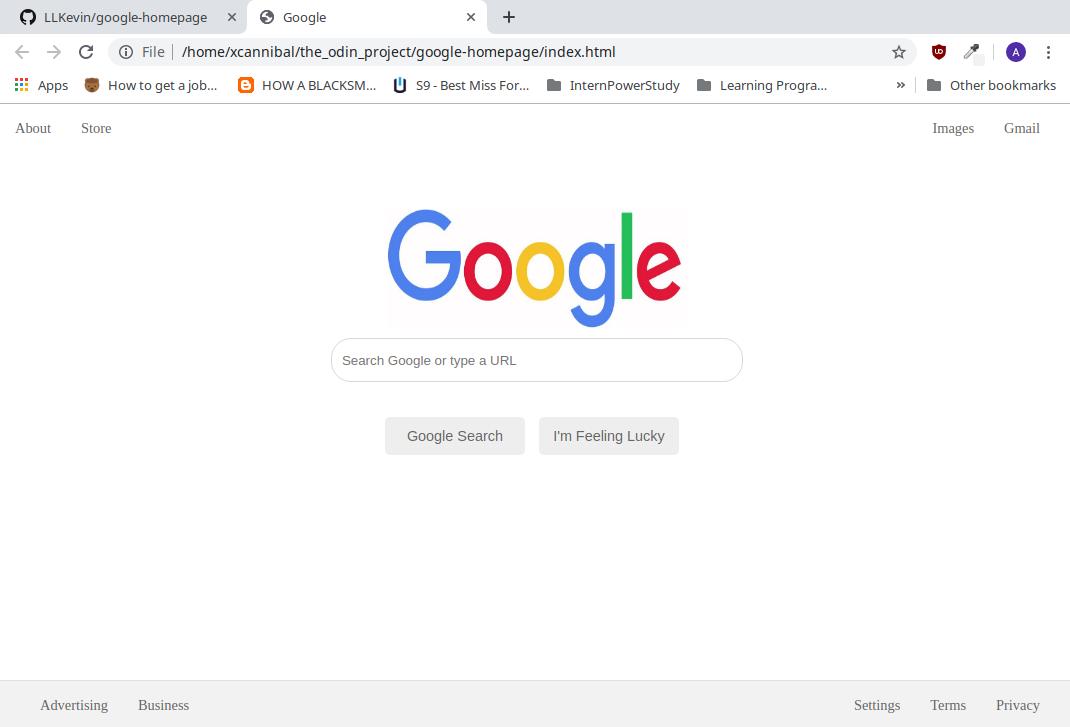 LLKevin/google-homepage
Google
File /home/xcannibal/the_odin_project/google-homepage/index.html
A
Apps How to get a job... HOW A BLACKSM... S9 - Best Miss For... InternPowerStudy Learning Progra... » Other bookmarks
About Store Images Gmail
Google
Search Google or type a URL
Google Search I'm Feeling Lucky
Advertising Business Settings Terms Privacy